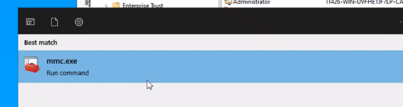 Enterprise Trust
Administrator
Best match
mmc.exe
Run command